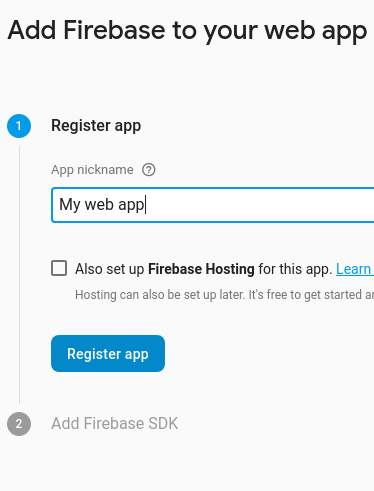 Add Firebase to your web app
1 Register app
App nickname ?
My web app
Also set up Firebase Hosting for this app. Learn
Hosting can also be set up later. It's free to get started
Register app
2 Add Firebase SDK